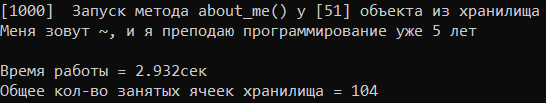 [1000]  Запуск метода about_me() у [51] объекта из хранилища
Меня зовут ~, и я преподаю программирование уже 5 лет
Время работы = 2.932сек
Общее кол-во занятых ячеек хранилища = 104